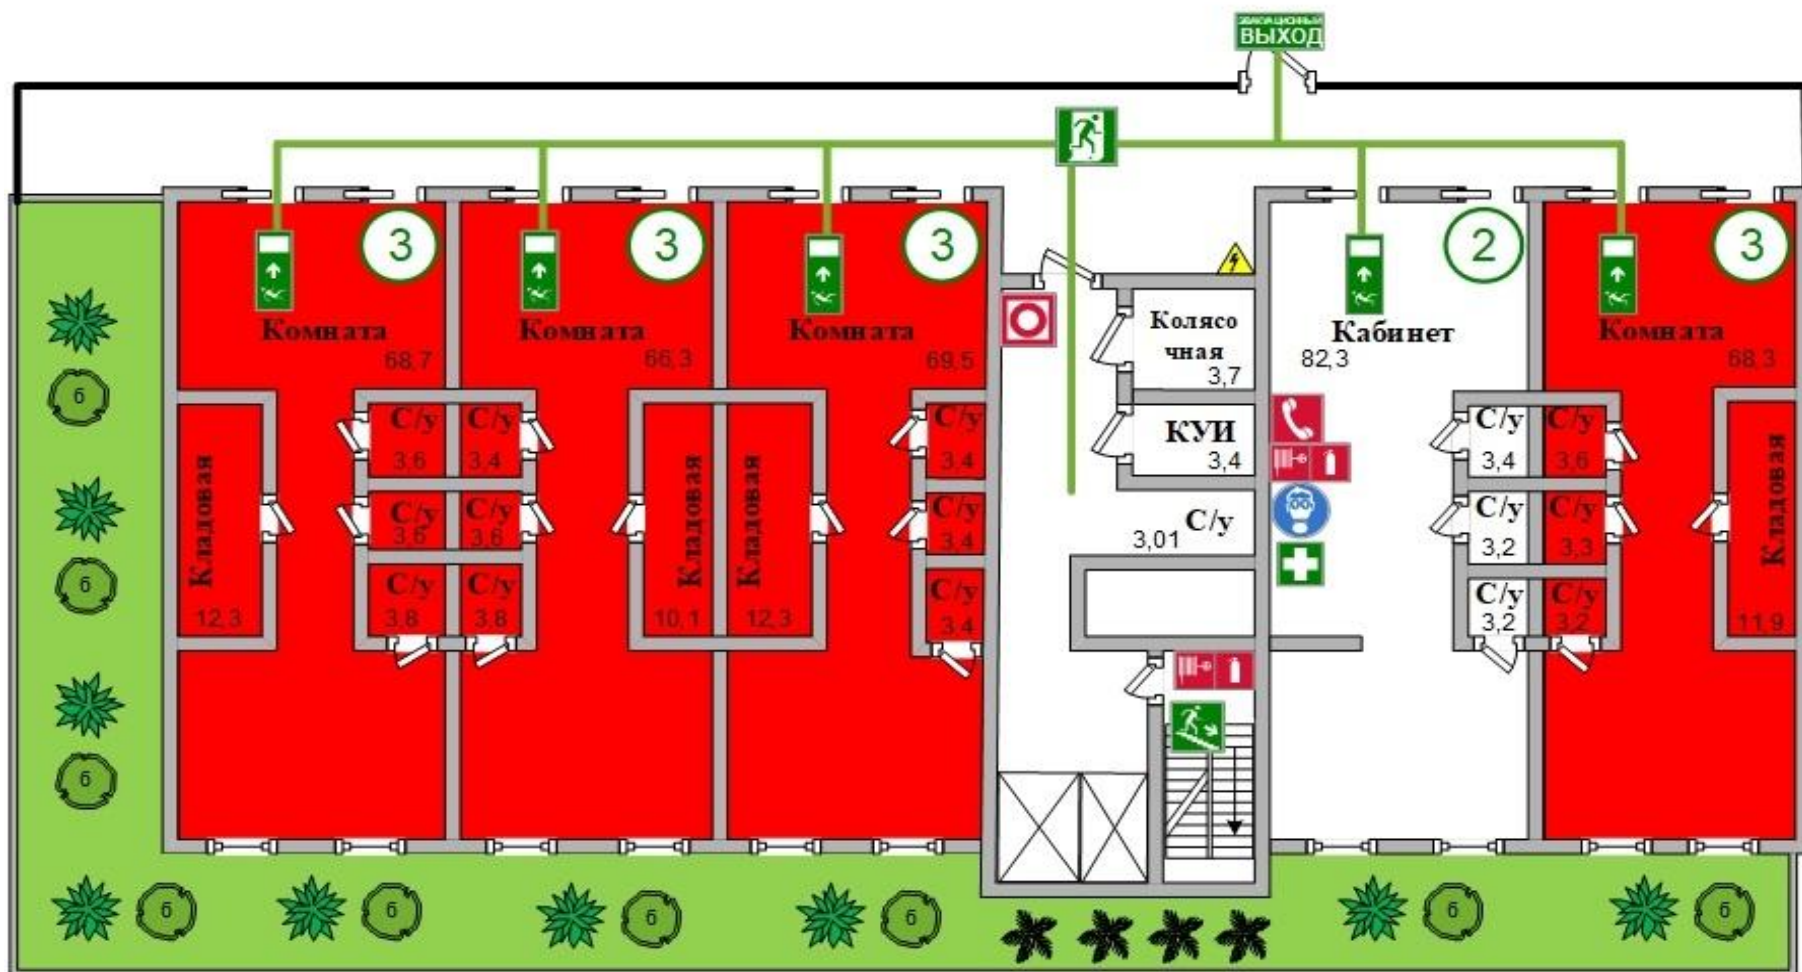 ЭВАКУАЦИОННЫЙ
ВЫХОД
3
3
3
2
3
Комната
68,7
Комната
66,3
Комната
69,5
Колясо
чная
3,7
Кабинет
82,3
Комната
68,3
б
Кладовая
12,3
С/у
3,6
С/у
3,4
Кладовая
10,1
Кладовая
12,3
С/у
3,4
КУИ
3,4
С/у
3,4
С/у
3,6
Кладовая
11,9
С/у
3,6
С/у
3,6
С/у
3,4
С/у
3,01
С/у
3,2
С/у
3,3
б
С/у
3,8
С/у
3,8
С/у
3,4
С/у
3,2
С/у
3,2
б
б
б
б
б
б
б